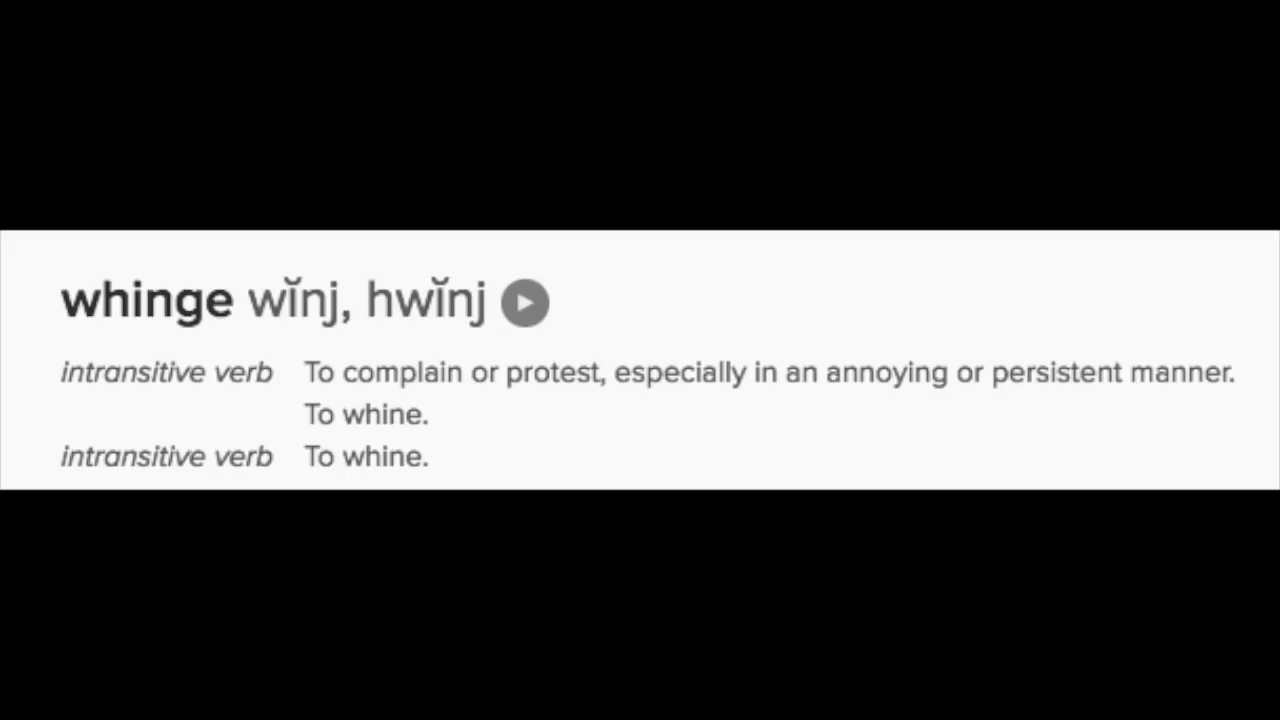 whinge wĭnj, hwĭnj
intransitive verb To complain or protest, especially in an annoying or persistent manner.
To whine.
intransitive verb To whine.